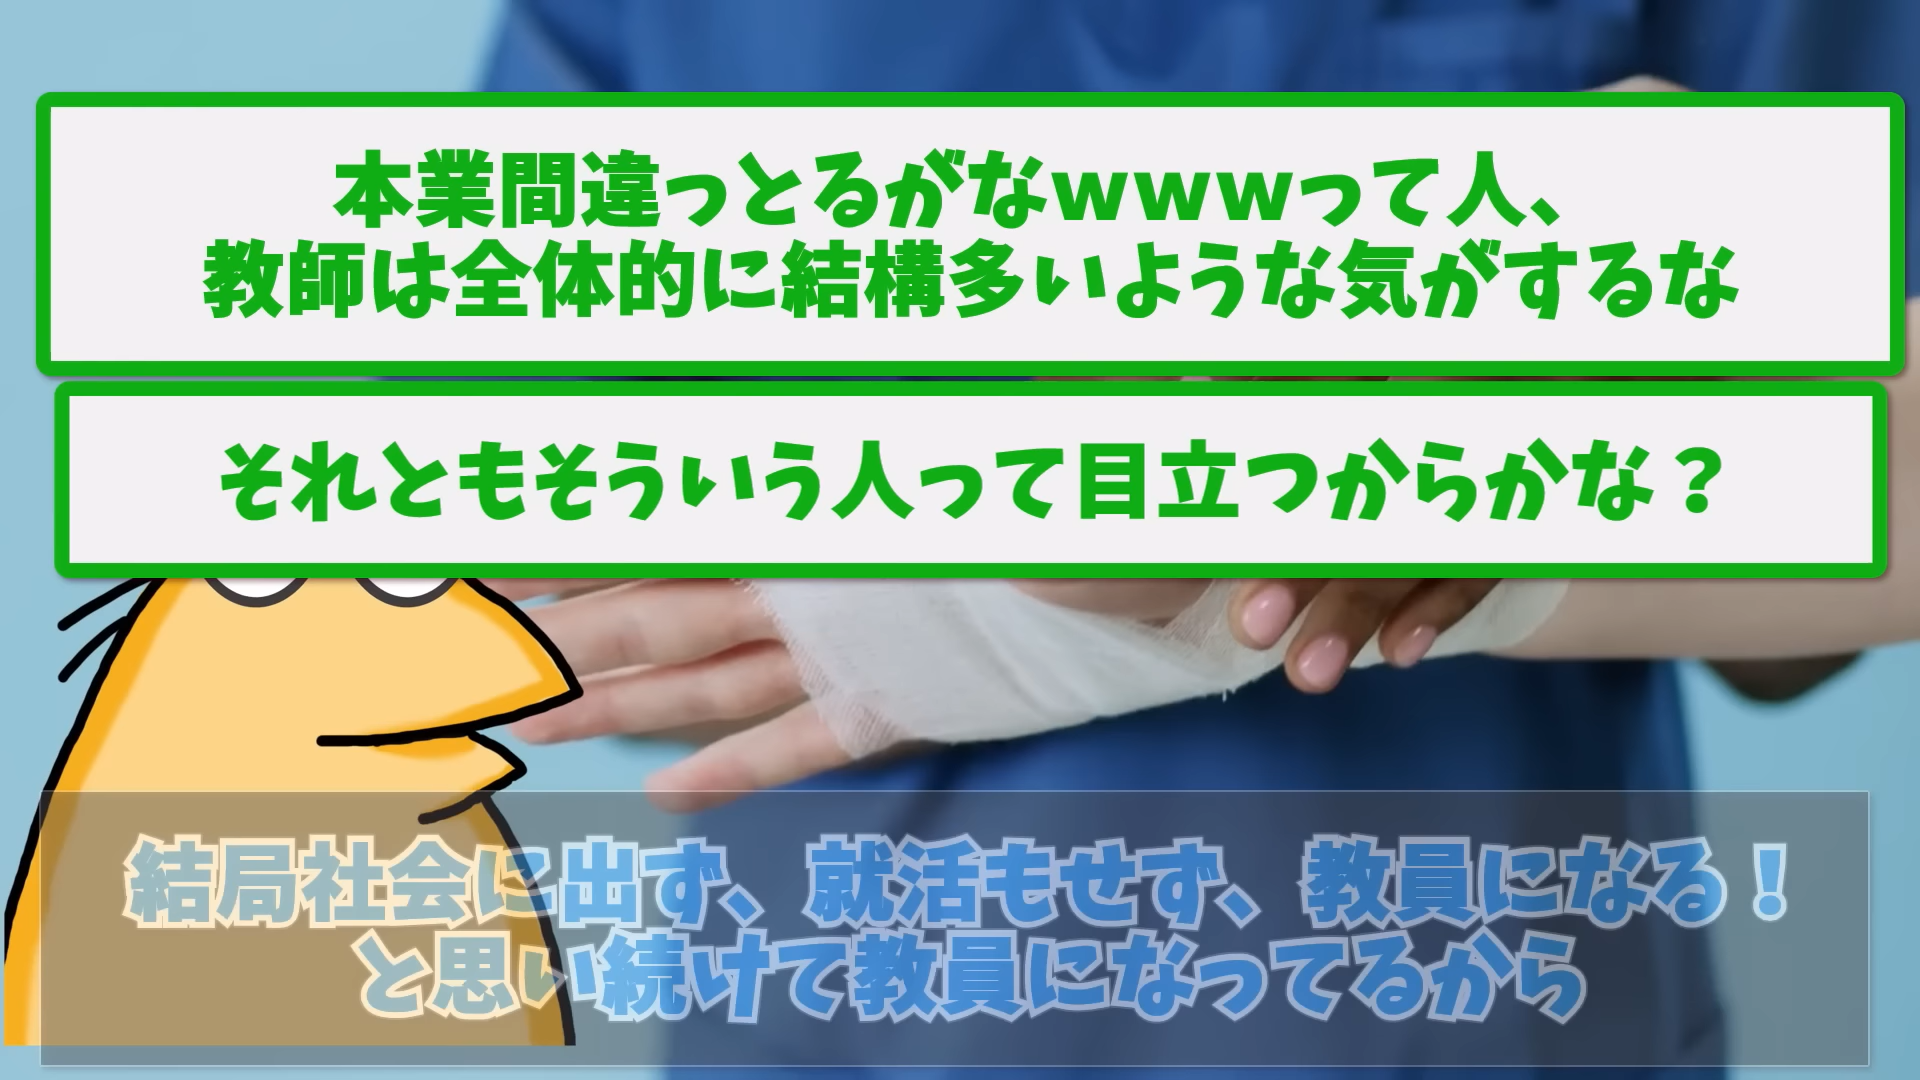 本業間違っとるがなwwwって人、
教師は全体的に結構多いような気がするな
それともそういう人って目立つからかな？
結局社会に出ず、就活もせず、教員になる！
と思い続けて教員になってるから